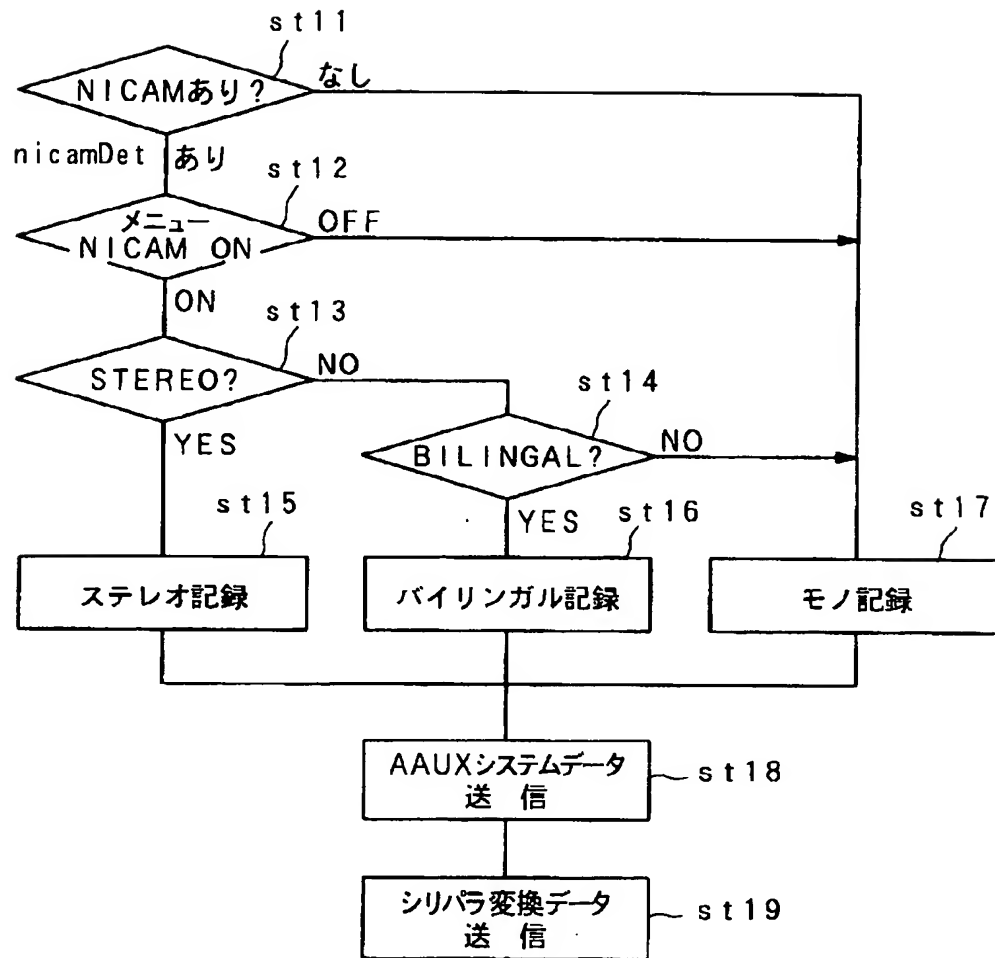 st11
NICAMあり?
なし
nicamDet
あり
st12
メニュー
NICAM ON
OFF
ON
st13
STEREO?
NO
st14
YES
BILINGAL?
NO
st15
YES
st16
st17
ステレオ記録
バイリンガル記録
モノ記録
AAUXシステムデータ
送 信
st18
シリパラ変換データ
送 信
st19